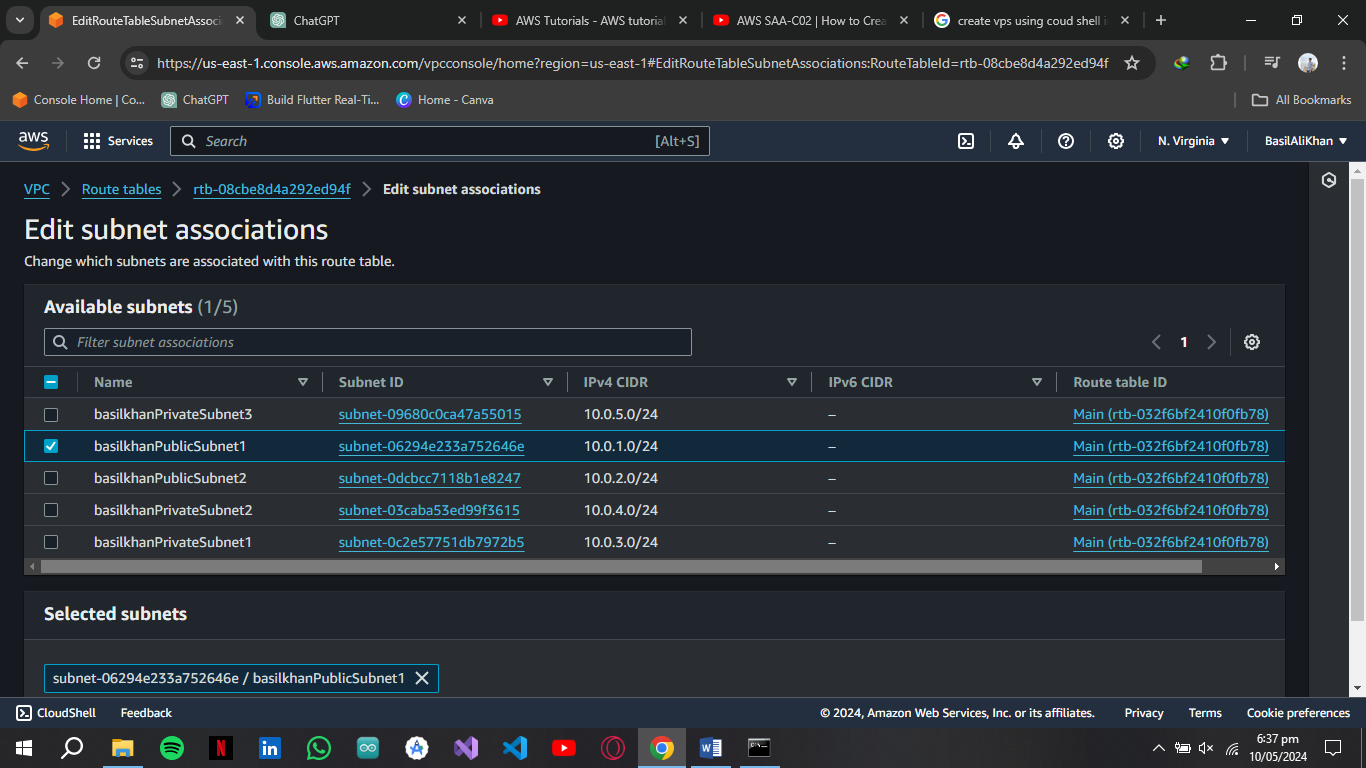 EditRouteTableSubnetAssoci
ChatGPT
AWS Tutorials - AWS tutorial
AWS SAA-C02 | How to Crea
create vps using coud shell i
https://us-east-1.console.aws.amazon.com/vpcconsole/home?region=us-east-1#EditRouteTableSubnetAssociations:RouteTableId=rtb-08cbe8d4a292ed94f
Console Home | Co...
ChatGPT
Build Flutter Real-Ti...
Home - Canva
All Bookmarks
aws
Services
Search
[Alt+S]
N. Virginia
BasilAliKhan
VPC
Route tables
rtb-08cbe8d4a292ed94f
Edit subnet associations
Edit subnet associations
Change which subnets are associated with this route table.
Available subnets (1/5)
Filter subnet associations
1
Name Subnet ID IPv4 CIDR IPv6 CIDR Route table ID
basilkhanPrivateSubnet3 subnet-09680c0ca47a55015 10.0.5.0/24 – Main (rtb-032f6bf2410f0fb78)
basilkhanPublicSubnet1 subnet-06294e233a752646e 10.0.1.0/24 – Main (rtb-032f6bf2410f0fb78)
basilkhanPublicSubnet2 subnet-0dcbcc7118b1e8247 10.0.2.0/24 – Main (rtb-032f6bf2410f0fb78)
basilkhanPrivateSubnet2 subnet-03caba53ed99f3615 10.0.4.0/24 – Main (rtb-032f6bf2410f0fb78)
basilkhanPrivateSubnet1 subnet-0c2e57751db7972b5 10.0.3.0/24 – Main (rtb-032f6bf2410f0fb78)
Selected subnets
subnet-06294e233a752646e / basilkhanPublicSubnet1
CloudShell
Feedback
© 2024, Amazon Web Services, Inc. or its affiliates.
Privacy
Terms
Cookie preferences
6:37 pm
10/05/2024